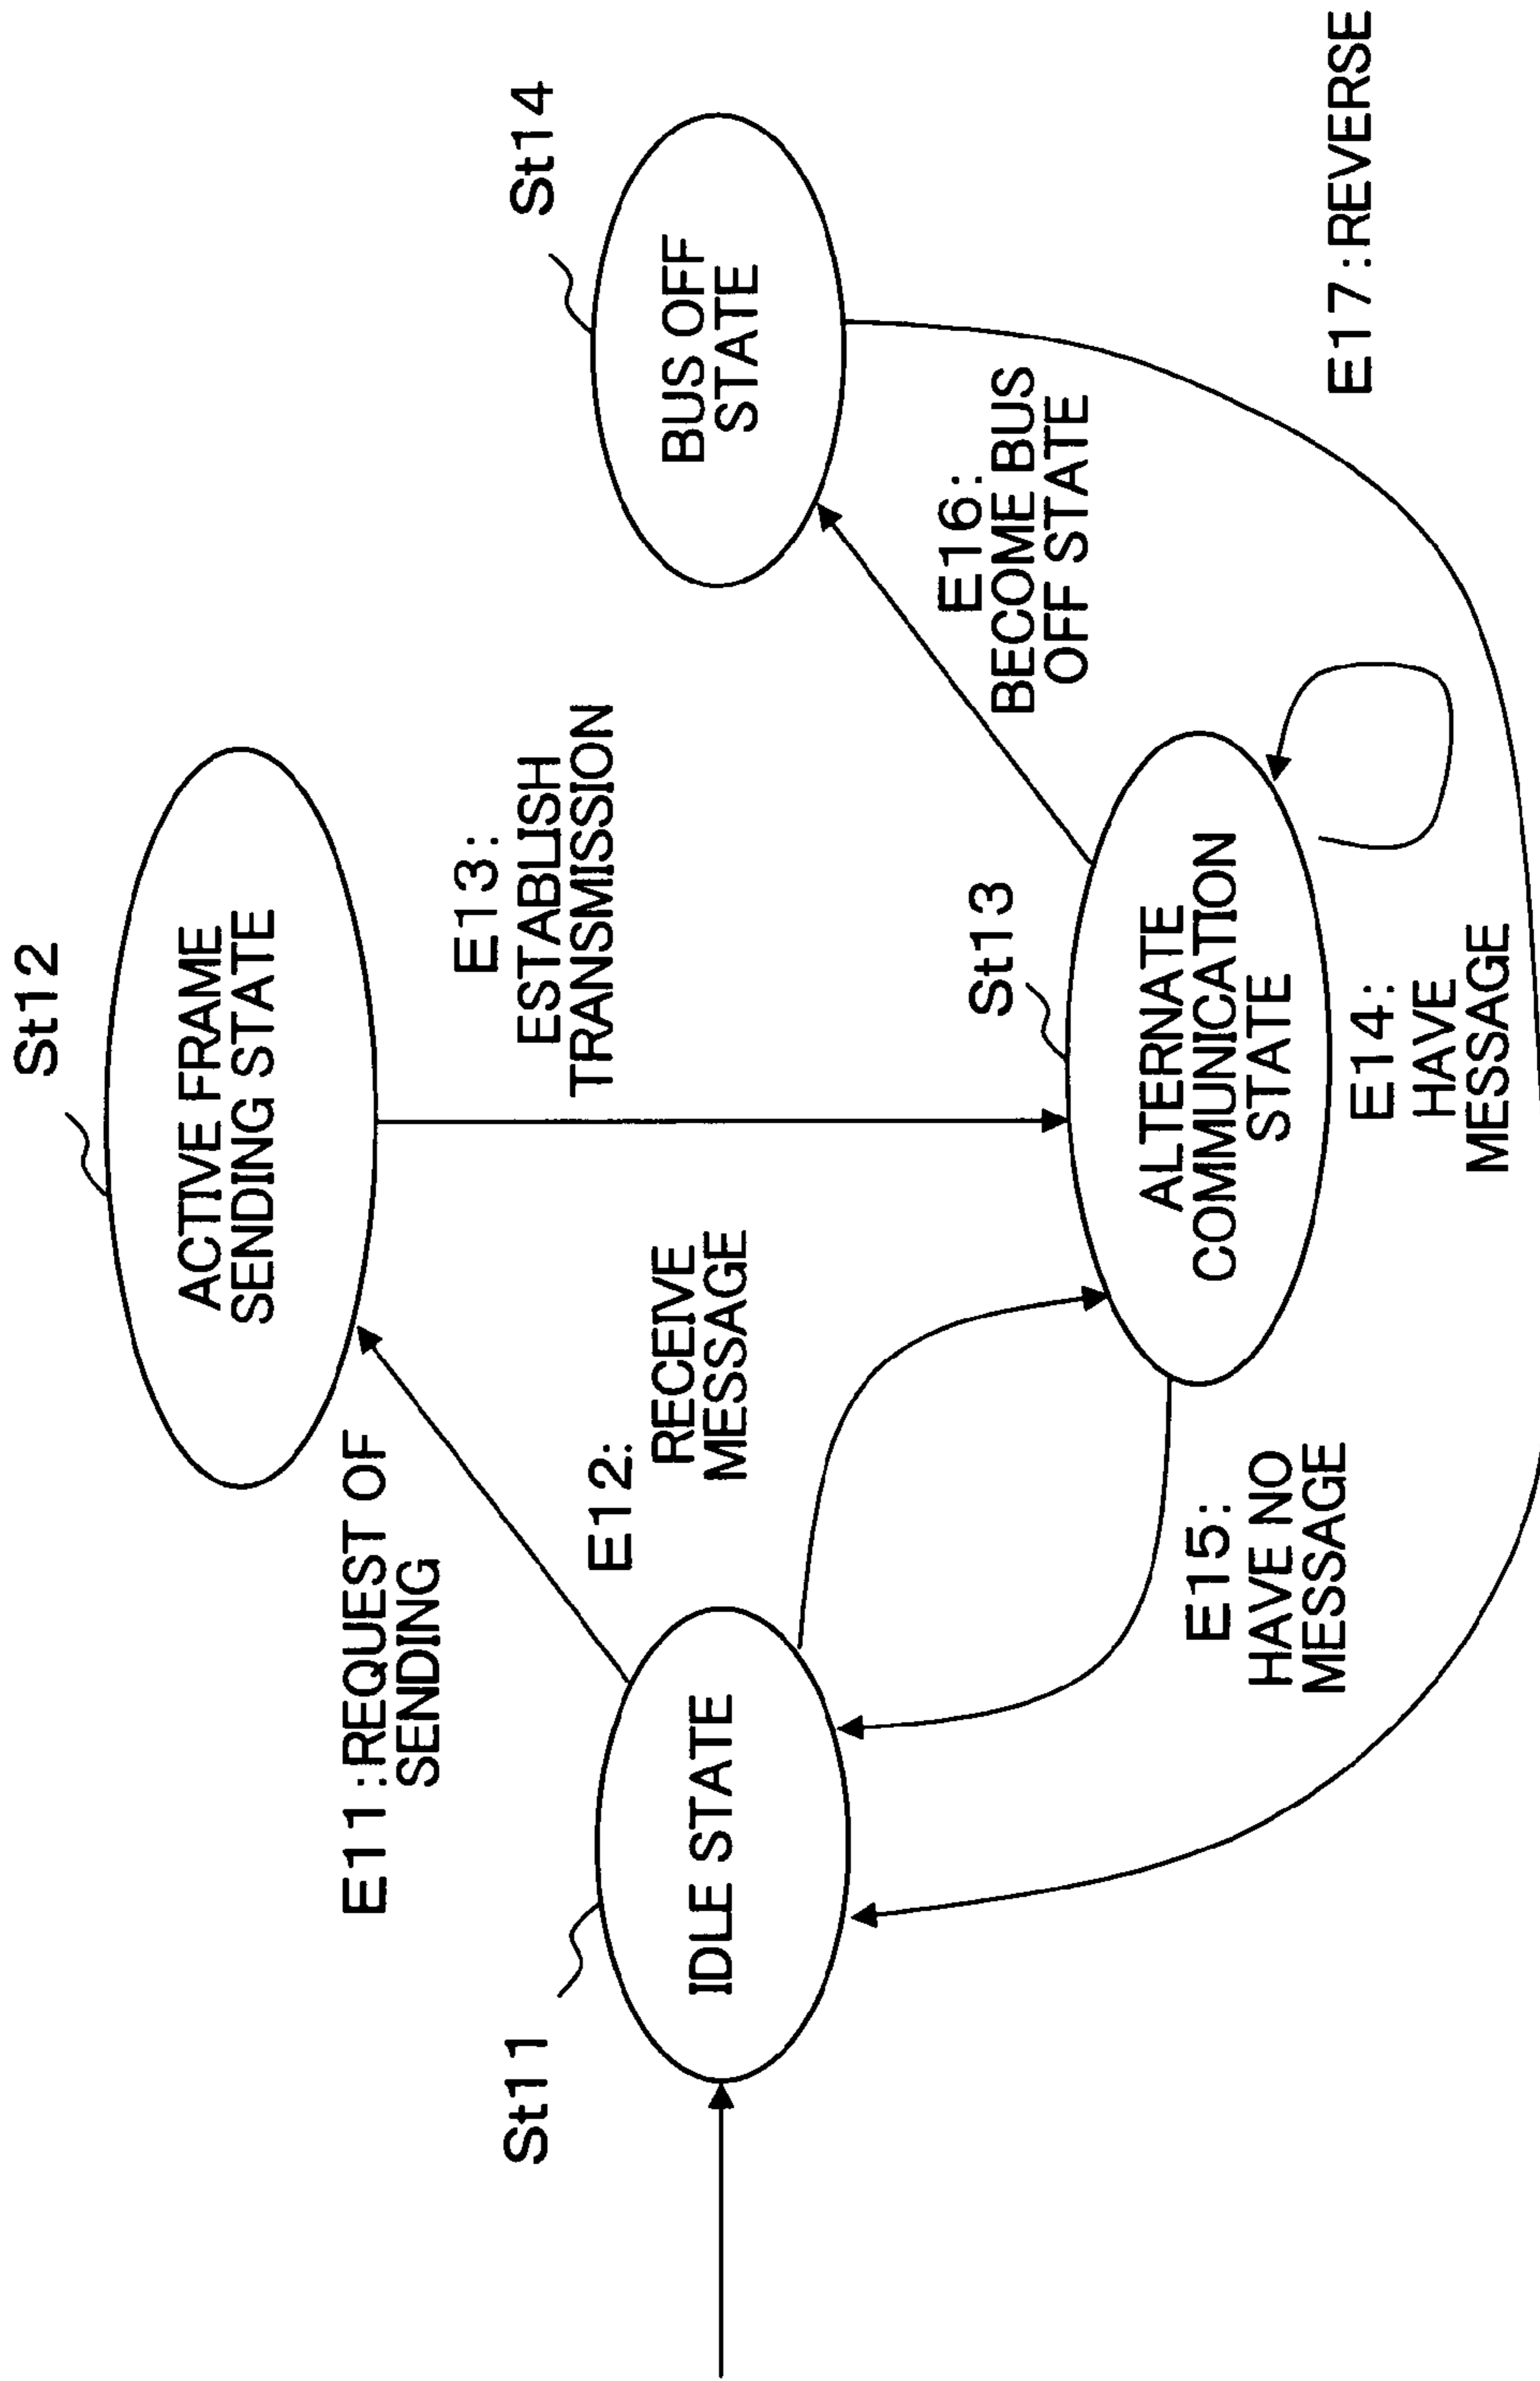 St12
ACTIVE FRAME
SENDING STATE
E11:REQUEST OF
SENDING
E13:
ESTABLISH
TRANSMISSION
St11
IDLE STATE
E12:
RECEIVE
MESSAGE
St14
BUS OFF
STATE
E16:
BECOME BUS
OFF STATE
St13
ALTERNATE
COMMUNICATION
STATE
E15:
HAVE NO
MESSAGE
E14:
HAVE
MESSAGE
E17:REVERSE